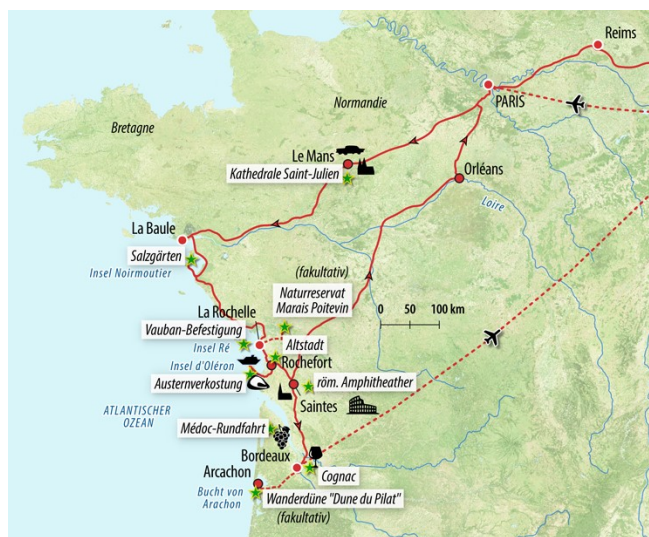 Reims
PARIS
Normandie
Bretagne
Le Mans
Kathedrale Saint-Julien
Orléans
Loire
La Baule
Salzgärten
Insel Noirmoutier
(fakultativ)
Naturreservat
Marais Poitevin
0 50 100 km
La Rochelle
Vauban-Befestigung
Altstadt
Insel Ré
Insel d'Oléron
Rochefort
Austernverkostung
röm. Amphitheather
Saintes
ATLANTISCHER
OZEAN
Médoc-Rundfahrt
Bordeaux
Cognac
Arcachon
Bucht von
Arachon
Wanderdüne "Dune du Pilat"
(fakultativ)